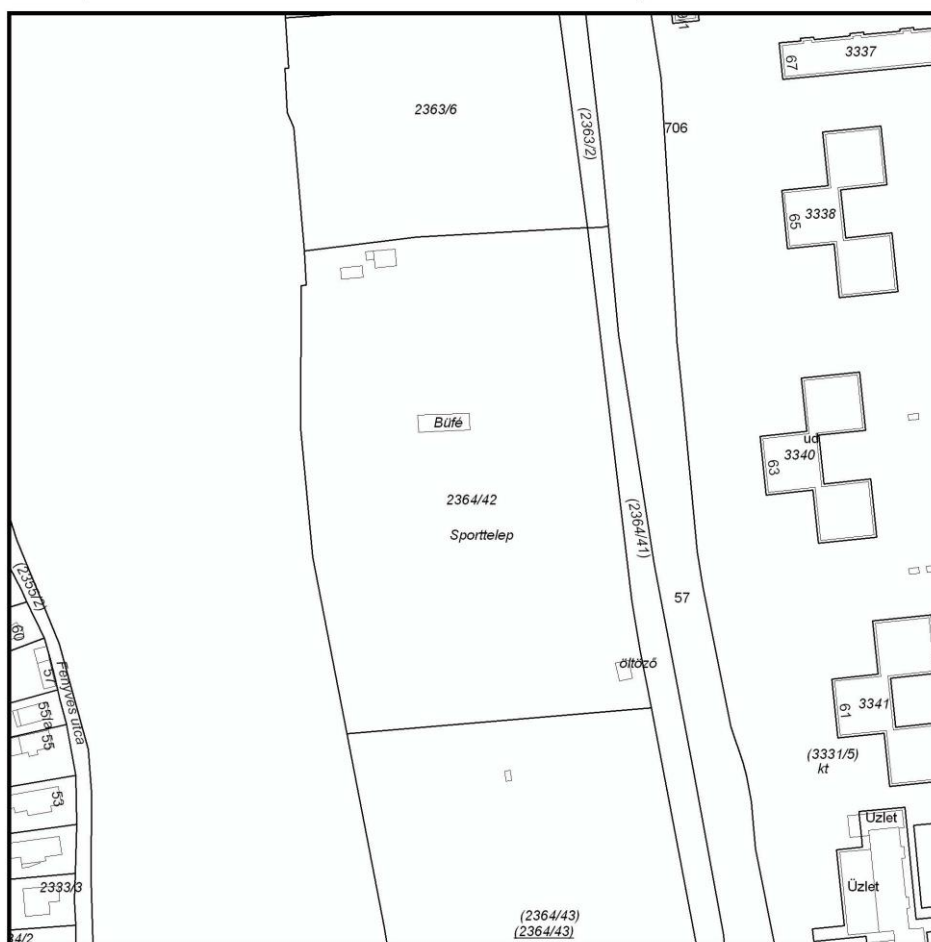 3337
67
2363/6
(2363/2)
706
3338
65
Büfé
üd
3340
63
2364/42
(2364/41)
Sporttelep
(2355/2)
57
60
öltöző
57
Fenyves utca
55/a
55
3341
61
(3331/5)
kt
53
Üzlet
Üzlet
2333/3
(2364/43)
(2364/43)